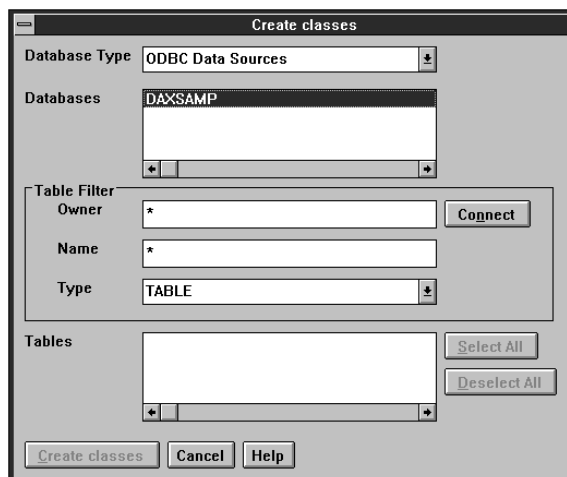 Create classes
Database Type ODBC Data Sources
Databases DAXSAMP
Table Filter
Owner * Connect
Name *
Type TABLE
Tables
Select All
Deselect All
Create classes Cancel Help